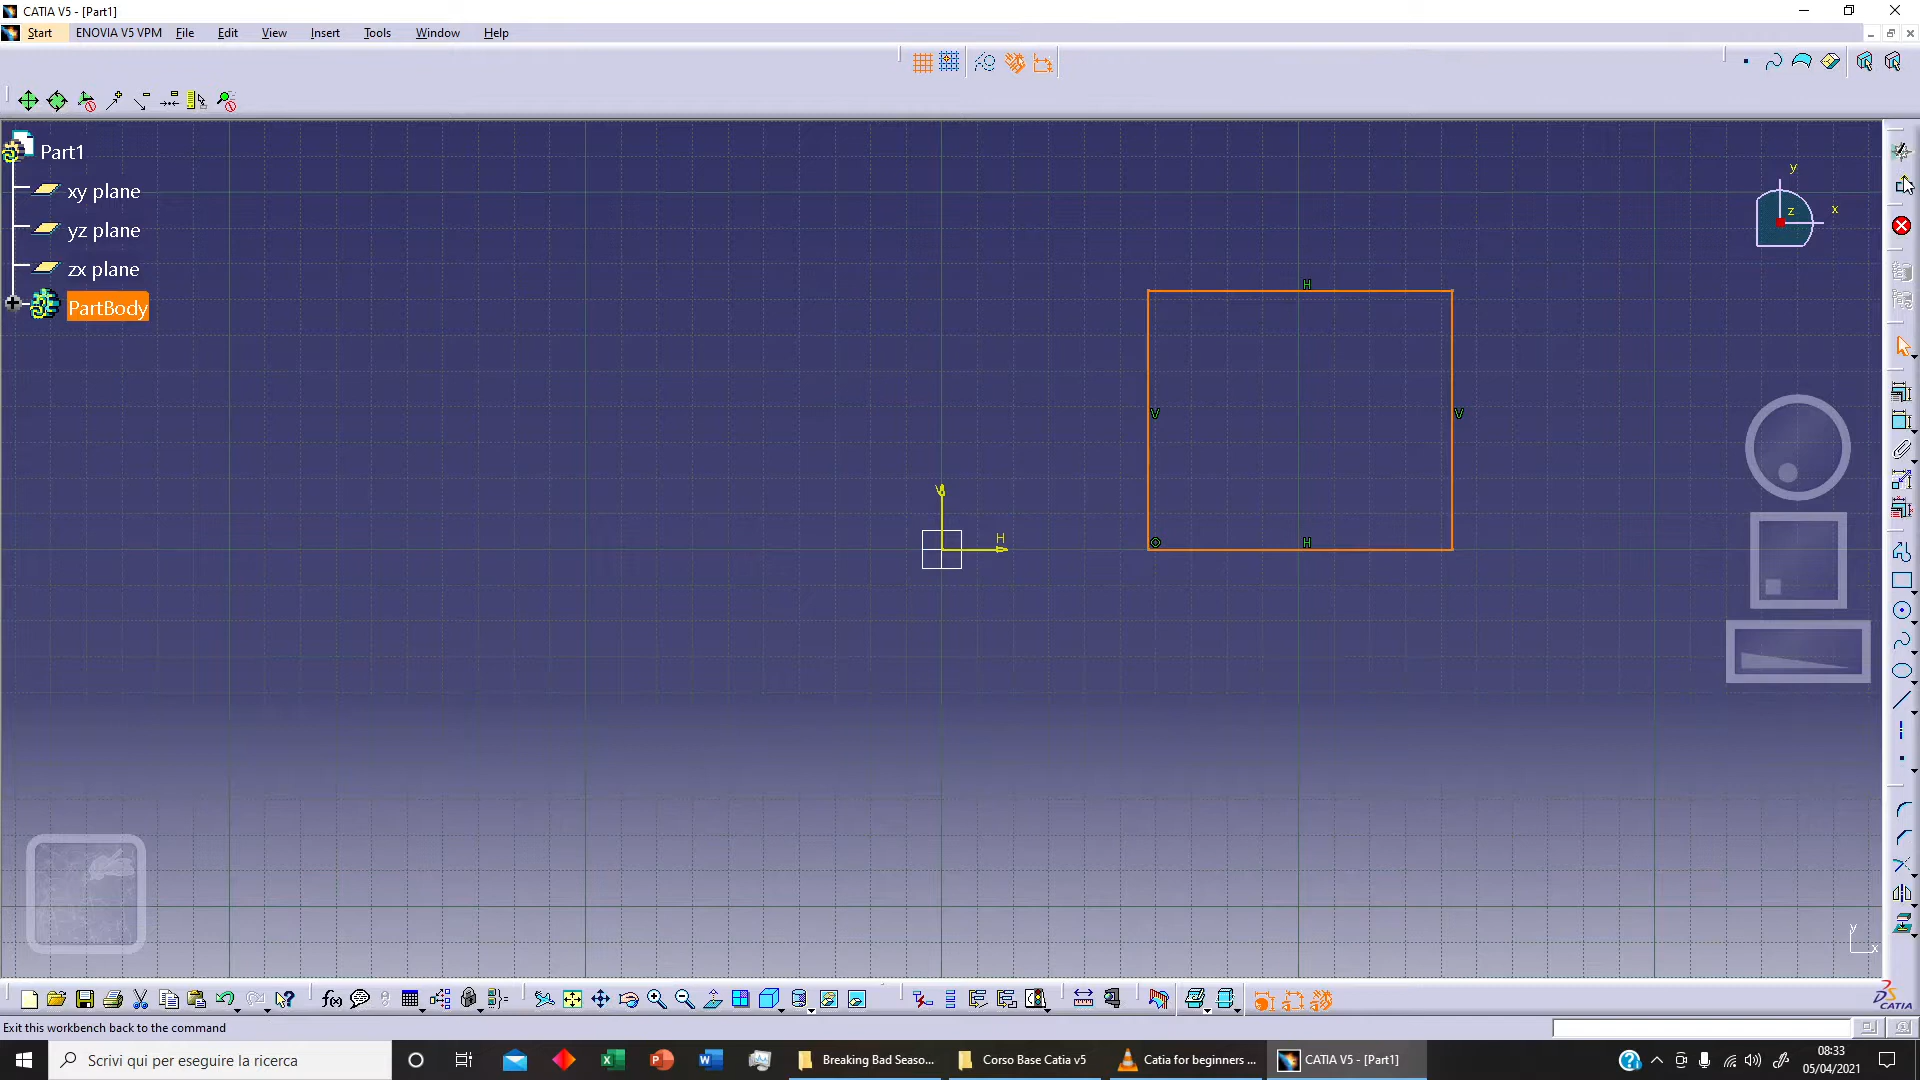 CATIA V5 - [Part1]
Start ENOVIA V5 VPM File Edit View Insert Tools Window Help
Part1
xy plane
yz plane
zx plane
PartBody
y
x
z
H
V
V
H
V
H
y
x
f(x)
CATIA
Exit this workbench back to the command
Scrivi qui per eseguire la ricerca
Breaking Bad Seaso...
Corso Base Catia v5
Catia for beginners ...
CATIA V5 - [Part1]
08:33
05/04/2021